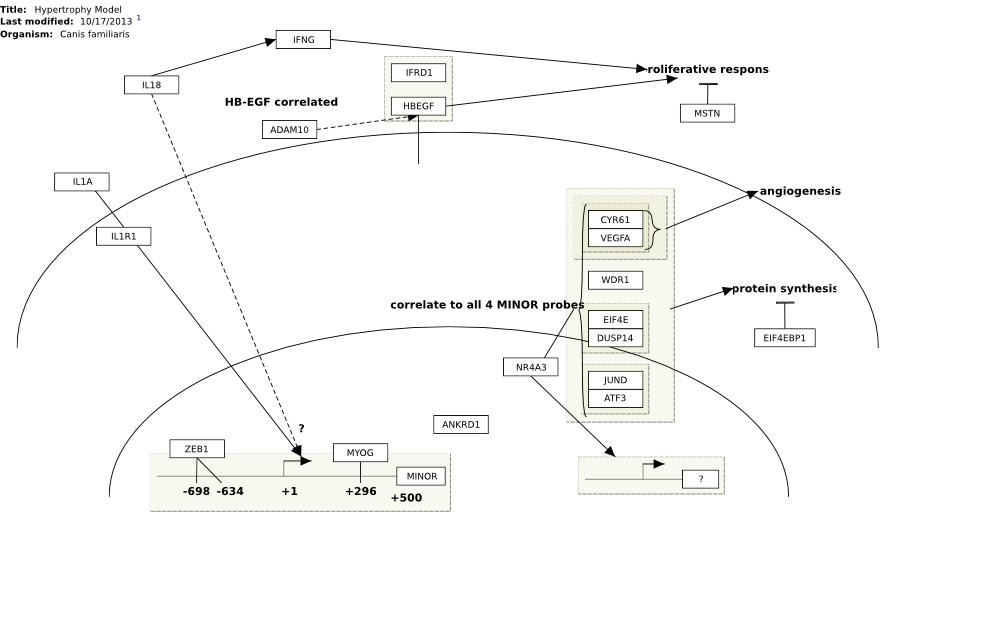 Title: Hypertrophy Model
Last modified: 10/17/2013 1
Organism: Canis familiaris
IFNG
roliferative respons
IFRD1
IL18
HB-EGF correlated
HBEGF
MSTN
ADAM10
IL1A
angiogenesis
CYR61
VEGFA
IL1R1
WDR1
protein synthesis
correlate to all 4 MINOR probes
EIF4E
DUSP14
EIF4EBP1
NR4A3
JUND
ATF3
ANKRD1
?
ZEB1
MYOG
MINOR
?
-698 -634 +1 +296 +500